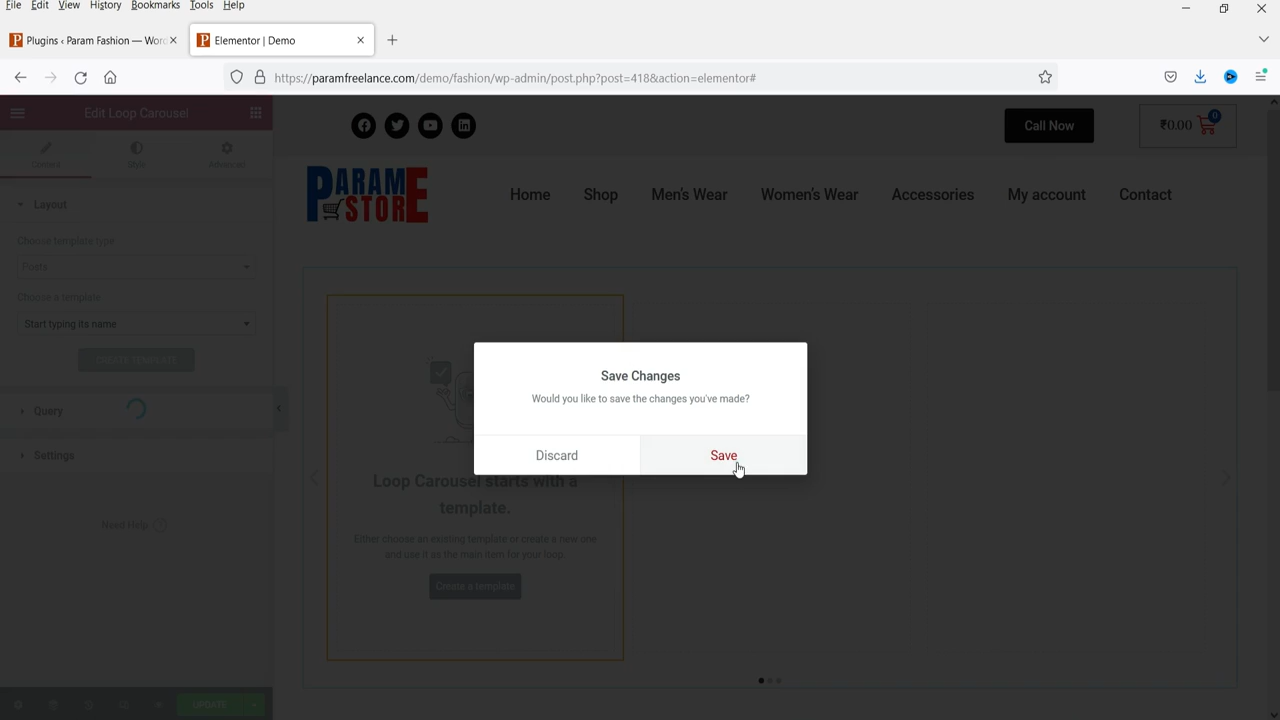 File Edit View History Bookmarks Tools Help
Plugins ‹ Param Fashion — Word
Elementor | Demo
https://paramfreelance.com/demo/fashion/wp-admin/post.php?post=418&action=elementor#
Edit Loop Carousel
Content Style Advanced
Layout
Choose template type
Posts
Choose a template
Start typing its name
CREATE TEMPLATE
Query
Settings
Need Help
UPDATE
Call Now
₹0.00 0
PARAM STORE
Home Shop Men's Wear Women's Wear Accessories My account Contact
Save Changes
Would you like to save the changes you've made?
Discard Save
Loop Carousel starts with a
template.
Either choose an existing template or create a new one
and use it as the main item for your loop.
Create a template